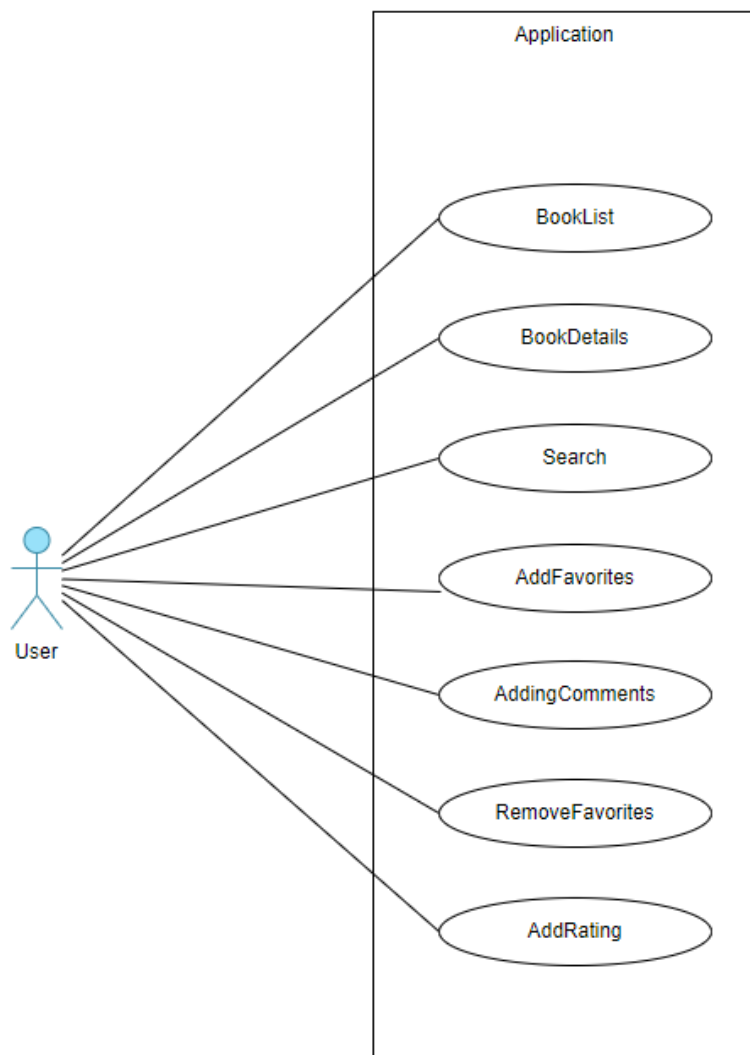 Application
BookList
BookDetails
Search
AddFavorites
User
AddingComments
RemoveFavorites
AddRating